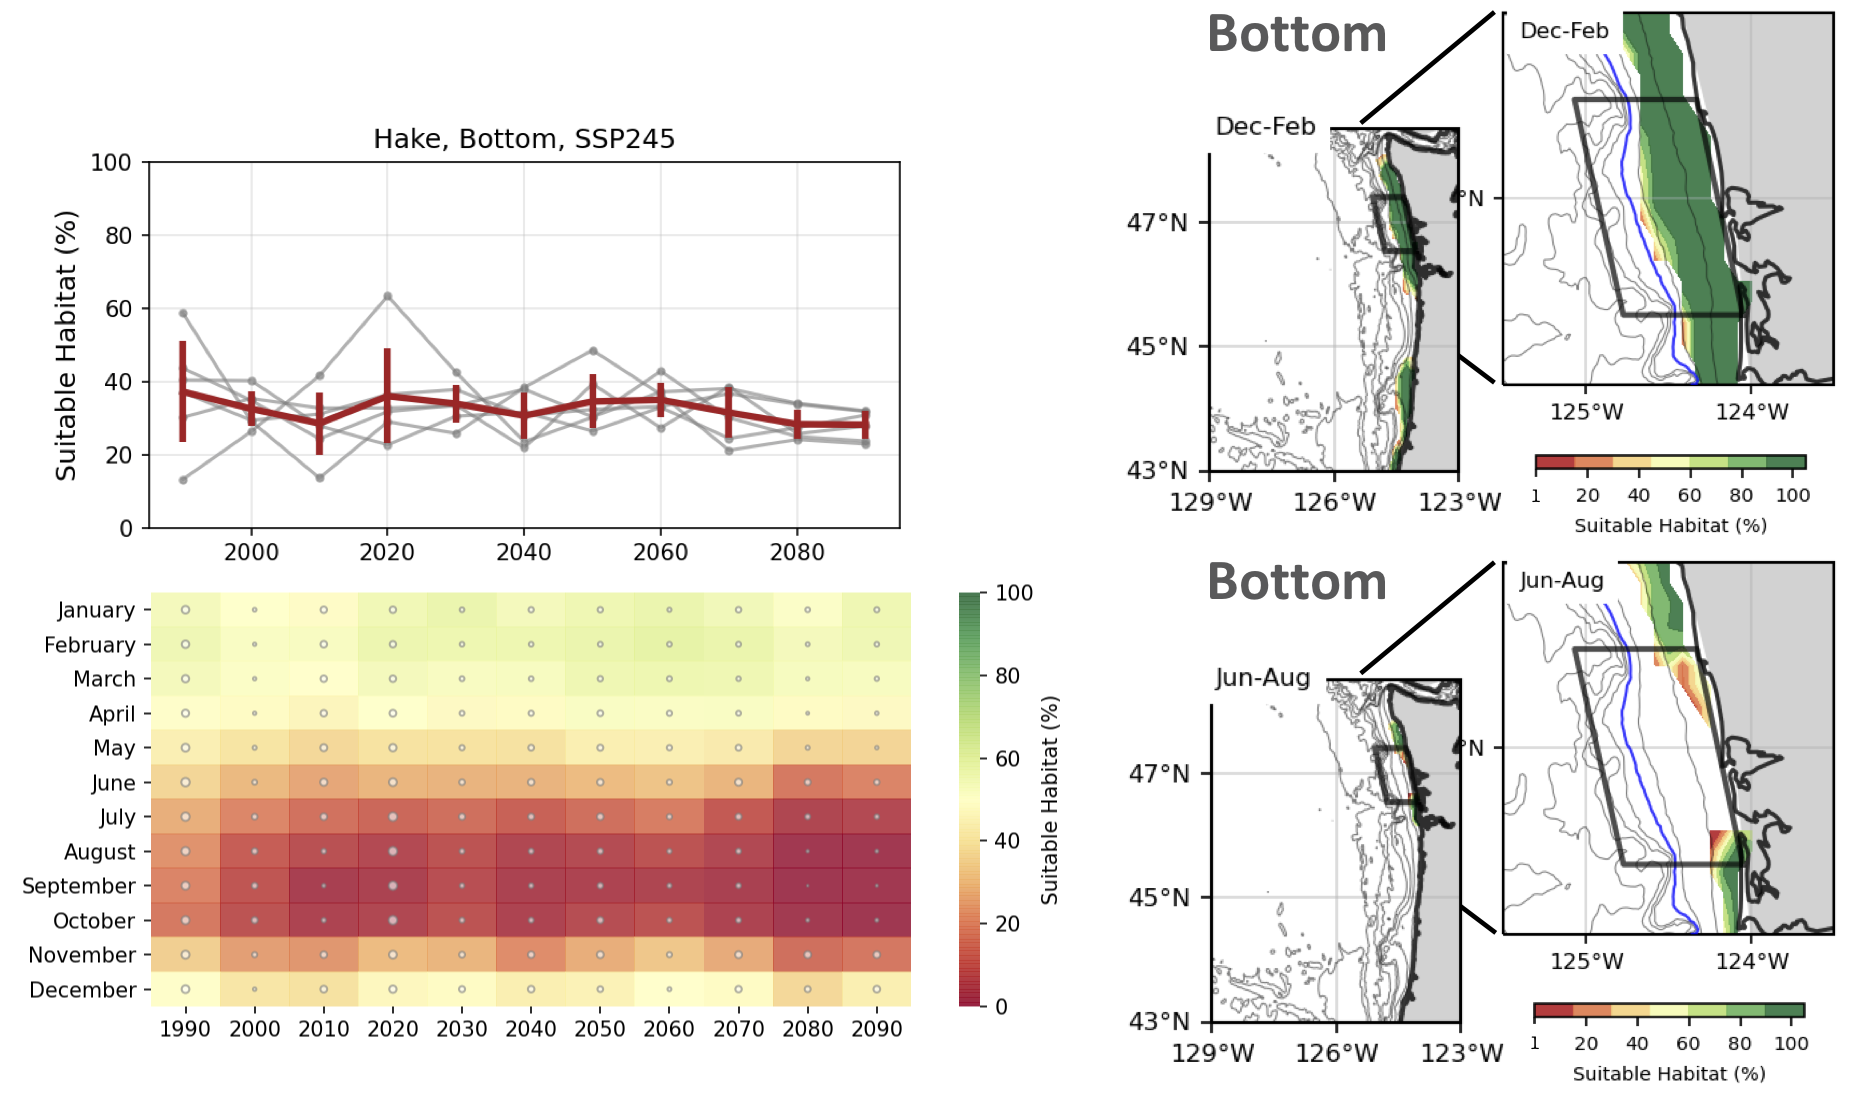 Hake, Bottom, SSP245
Suitable Habitat (%)
100
80
60
40
20
0
2000 2020 2040 2060 2080
January
February
March
April
May
June
July
August
September
October
November
December
1990 2000 2010 2020 2030 2040 2050 2060 2070 2080 2090
100
80
60
40
20
0
Suitable Habitat (%)
Bottom
Dec-Feb
47°N
45°N
43°N
129°W 126°W 123°W
Dec-Feb
°N
125°W 124°W
1 20 40 60 80 100
Suitable Habitat (%)
Bottom
Jun-Aug
47°N
45°N
43°N
129°W 126°W 123°W
Jun-Aug
°N
125°W 124°W
1 20 40 60 80 100
Suitable Habitat (%)